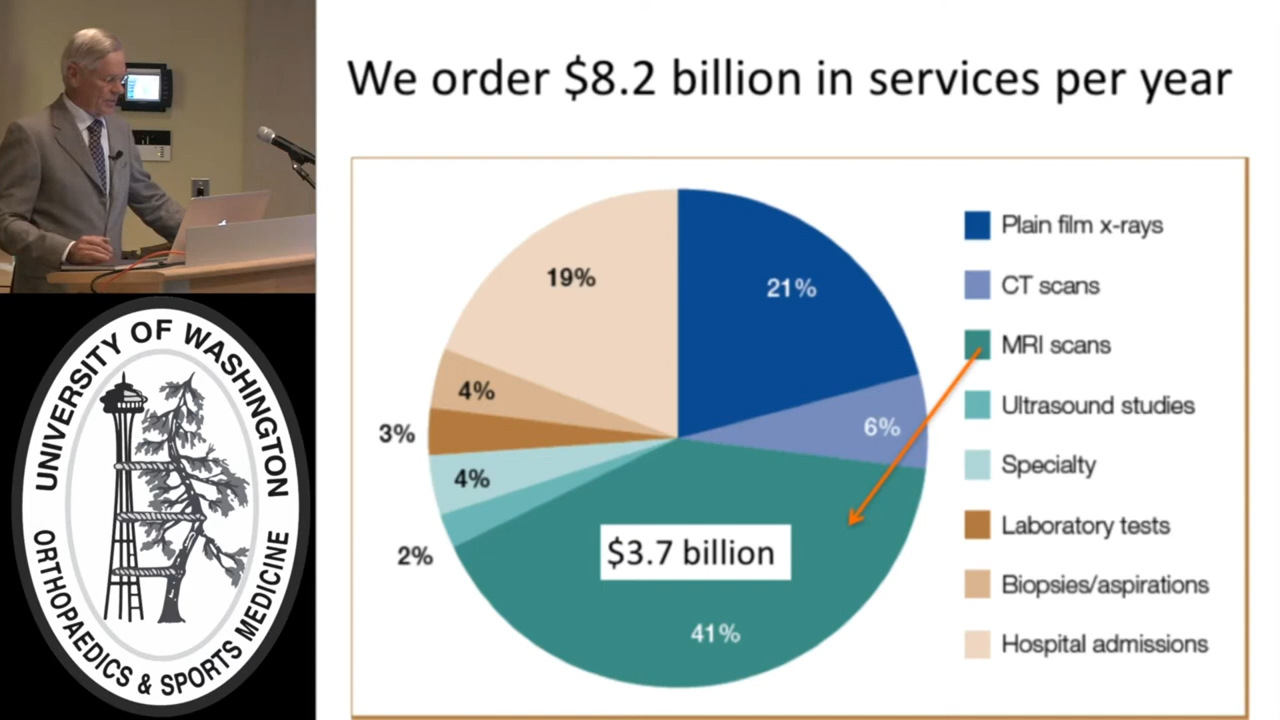 We order $8.2 billion in services per year
19%
21%
4%
3%
6%
4%
2%
$3.7 billion
41%
Plain film x-rays
CT scans
MRI scans
Ultrasound studies
Specialty
Laboratory tests
Biopsies/aspirations
Hospital admissions
UNIVERSITY OF WASHINGTON
ORTHOPAEDICS & SPORTS MEDICINE